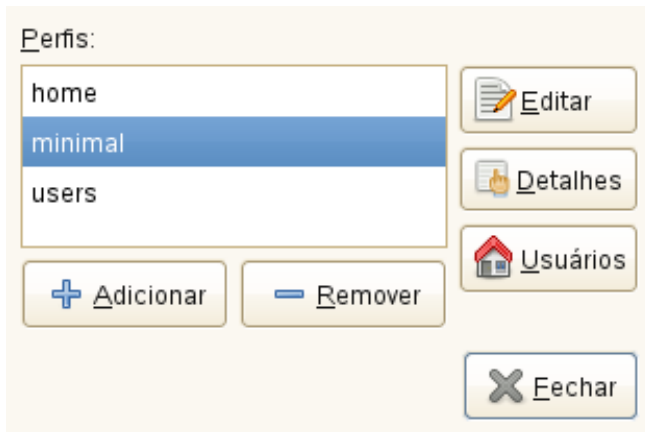 Perfis:
home
minimal
users
Editar
Detalhes
Usuários
Adicionar
Remover
Fechar